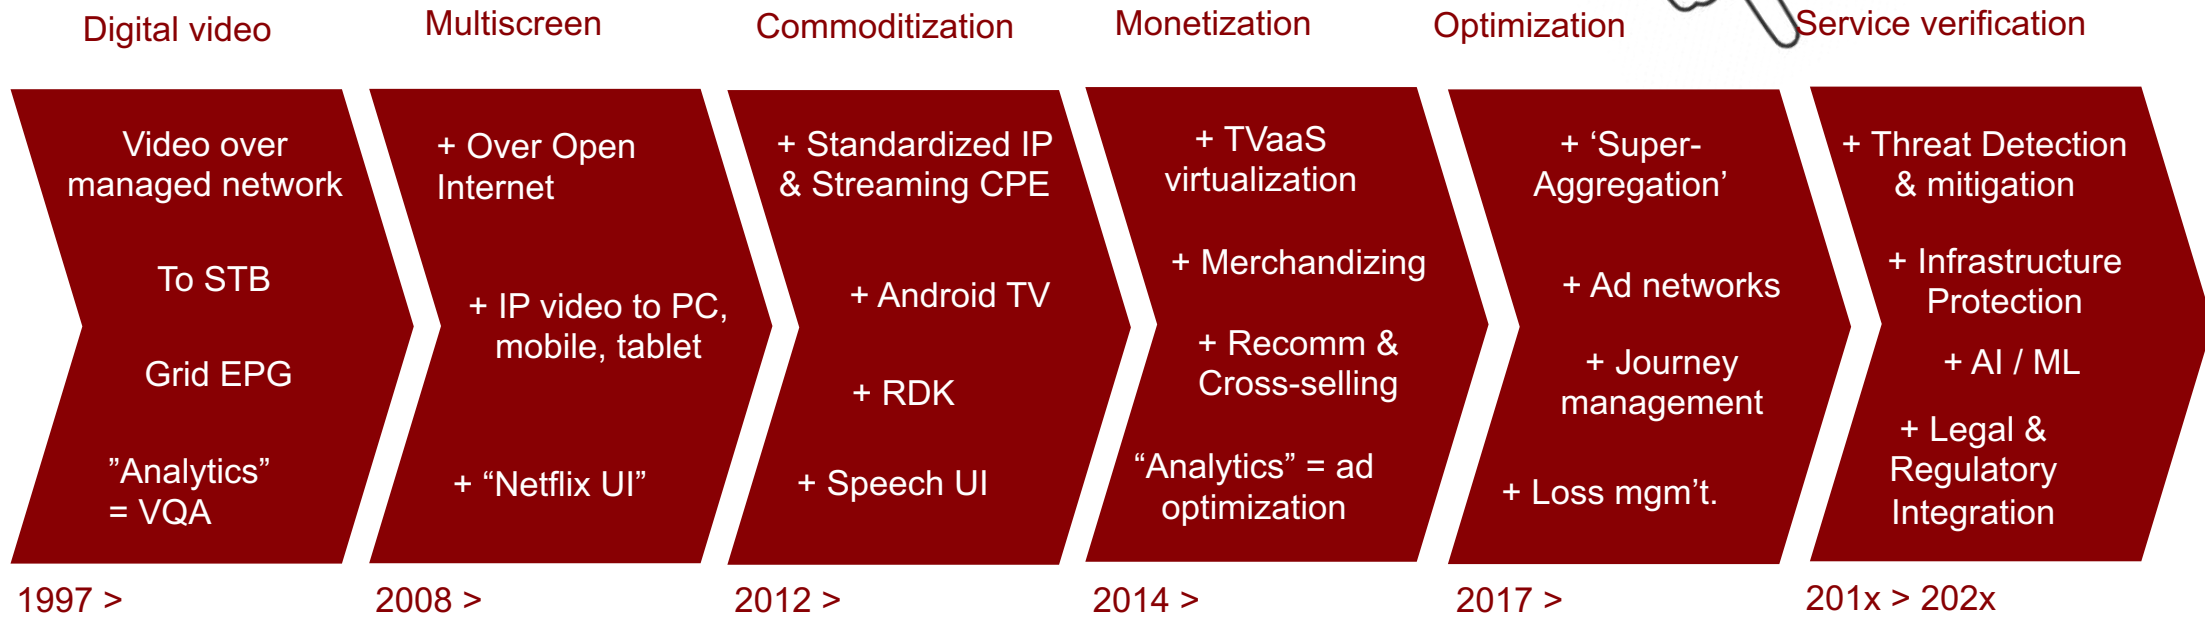 Digital video
Multiscreen
Commoditization
Monetization
Optimization
Service verification
Video over
managed network
To STB
Grid EPG
”Analytics”
= VQA
+ Over Open
Internet
+ IP video to PC,
mobile, tablet
+ “Netflix UI”
+ Standardized IP
& Streaming CPE
+ Android TV
+ RDK
+ Speech UI
+ TVaaS
virtualization
+ Merchandizing
+ Recomm &
Cross-selling
“Analytics” = ad
optimization
+ ‘Super-
Aggregation’
+ Ad networks
+ Journey
management
+ Loss mgm’t.
+ Threat Detection
& mitigation
+ Infrastructure
Protection
+ AI / ML
+ Legal &
Regulatory
Integration
1997 >
2008 >
2012 >
2014 >
2017 >
201x > 202x